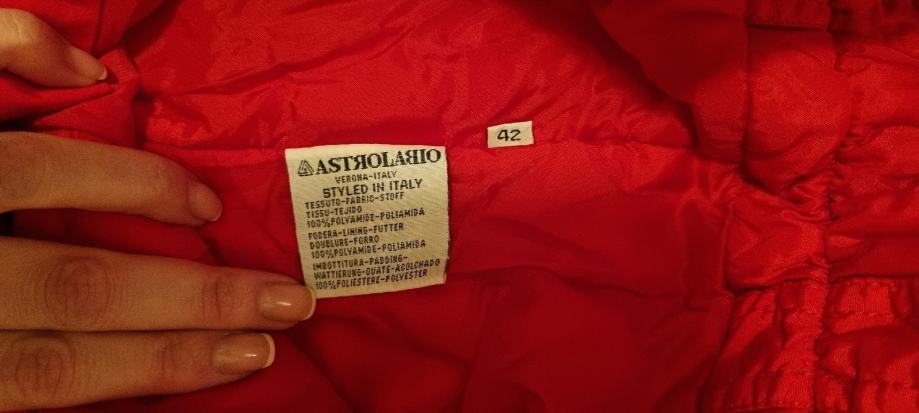 ASTROLABIO
VERONA-ITALY
STYLED IN ITALY
TESSUTO-FABRIC-STOFF
TISSU-TEJIDO
100%POLYAMIDE-POLIAMIDA
FODERA-LINING-FUTTER
DOUBLURE-FORRO
100%POLYAMIDE-POLIAMIDA
IMBOTTITURA-PADDING-
WATTIERUNG-OUATE-ACOLCHADO
100%POLIESTERE-POLYESTER
42